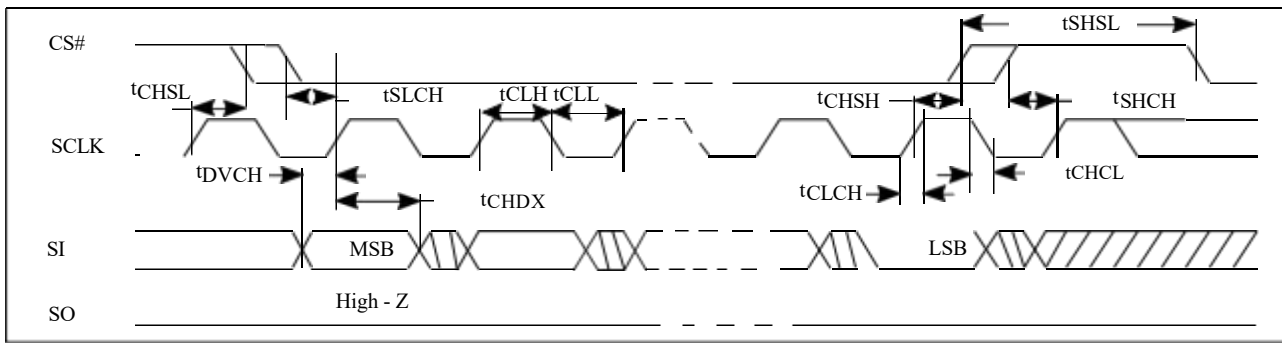 tSHSL
CS#
tCHSL
tSLCH
tCLH
tCLL
tCHSH
tSHCH
SCLK
tDVCH
tCHDX
tCLCH
tCHCL
SI
MSB
LSB
High - Z
SO